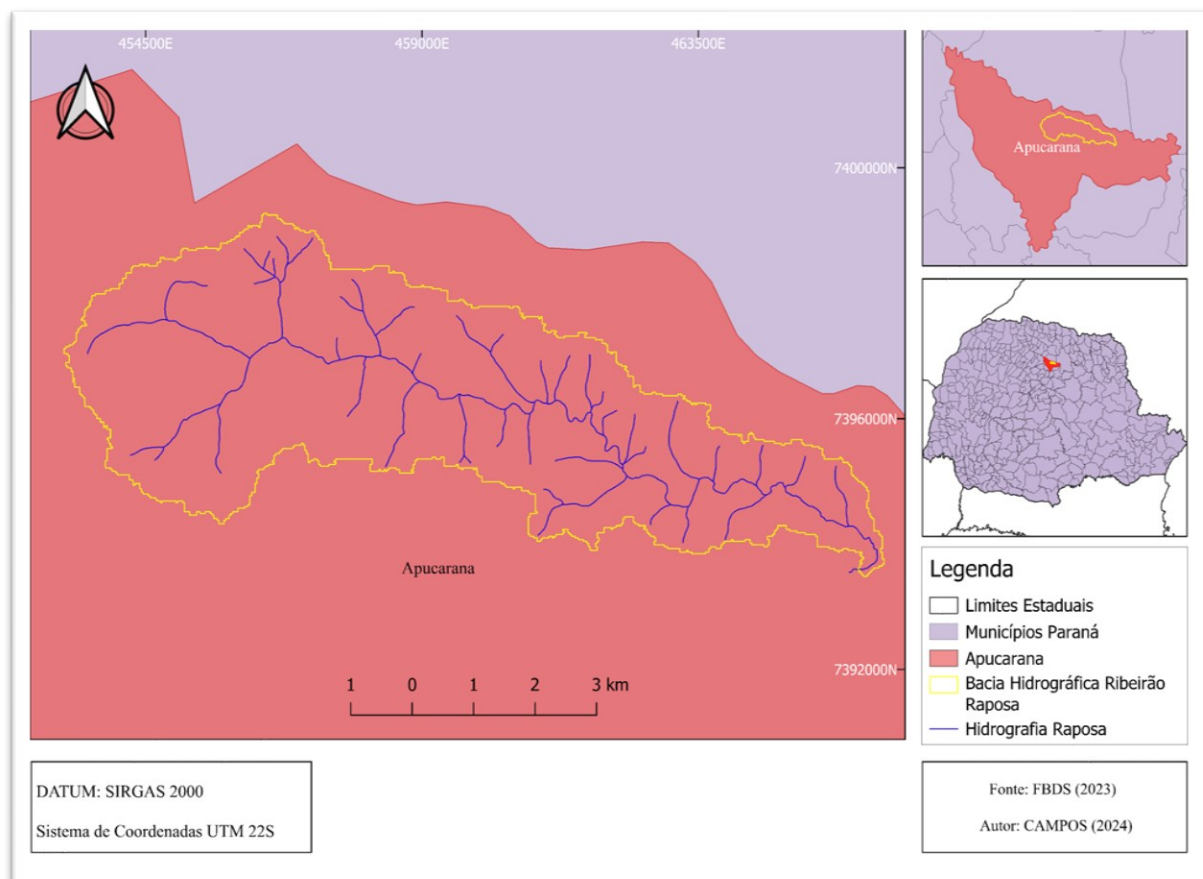 454500E
459000E
463500E
7400000N
7396000N
7392000N
Apucarana
1 0 1 2 3 km
Apucarana
Legenda
Limites Estaduais
Municípios Paraná
Apucarana
Bacia Hidrográfica Ribeirão
Raposa
Hidrografia Raposa
DATUM: SIRGAS 2000
Sistema de Coordenadas UTM 22S
Fonte: FBDS (2023)
Autor: CAMPOS (2024)